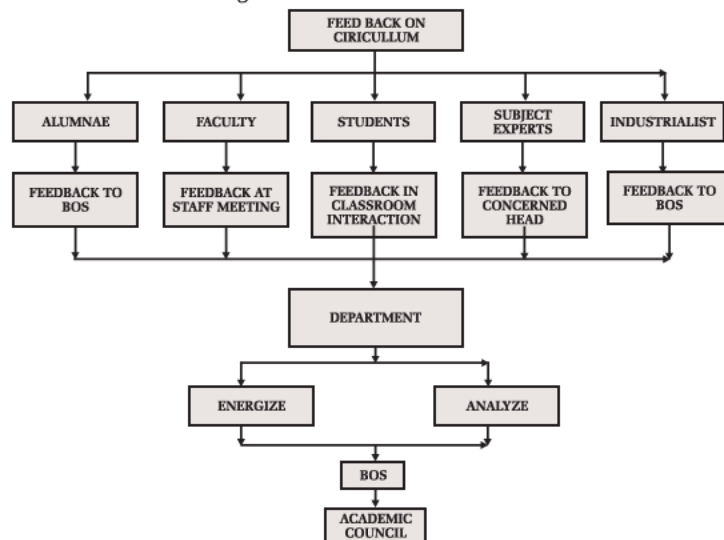 FEED BACK ON
CIRICULLUM
ALUMNAE
FACULTY
STUDENTS
SUBJECT
EXPERTS
INDUSTRIALIST
FEEDBACK TO
BOS
FEEDBACK AT
STAFF MEETING
FEEDBACK IN
CLASSROOM
INTERACTION
FEEDBACK TO
CONCERNED
HEAD
FEEDBACK TO
BOS
DEPARTMENT
ENERGIZE
ANALYZE
BOS
ACADEMIC
COUNCIL